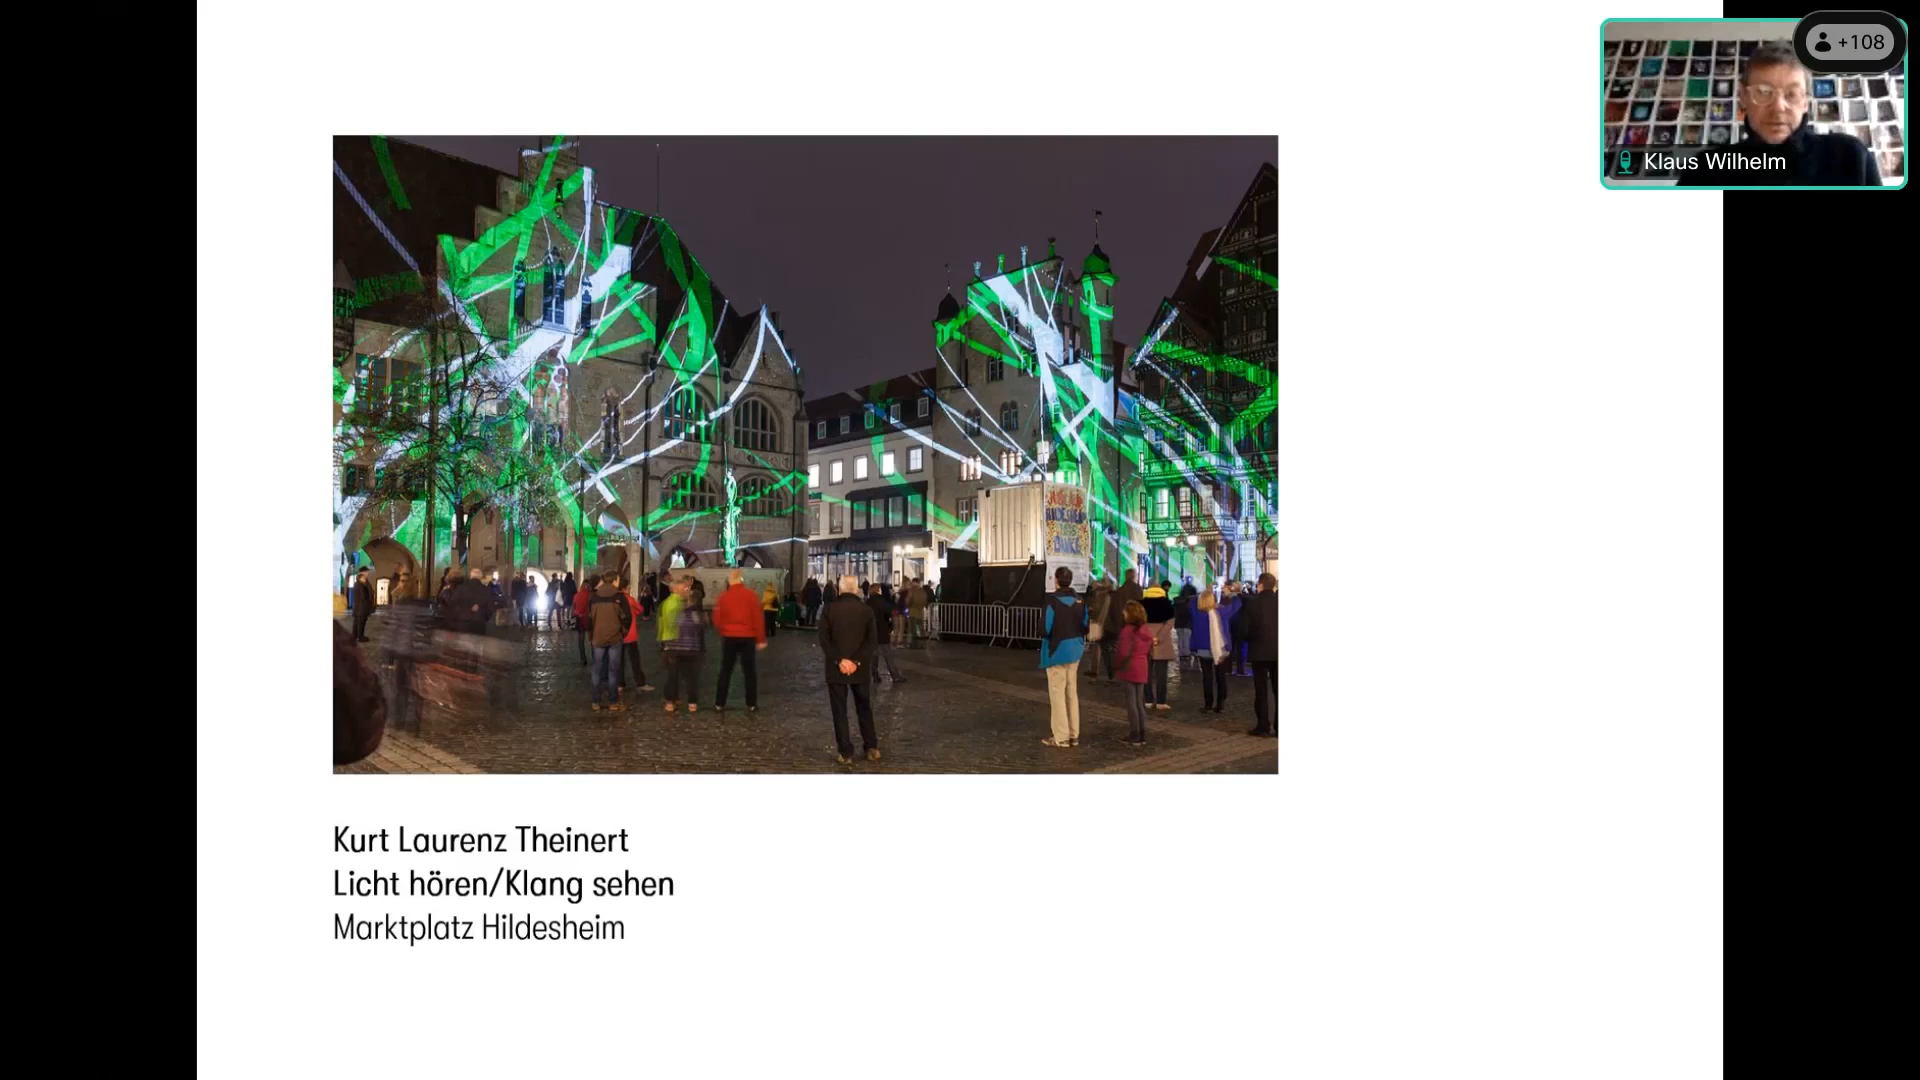 +108
Klaus Wilhelm
Kurt Laurenz Theinert
Licht hören/Klang sehen
Marktplatz Hildesheim